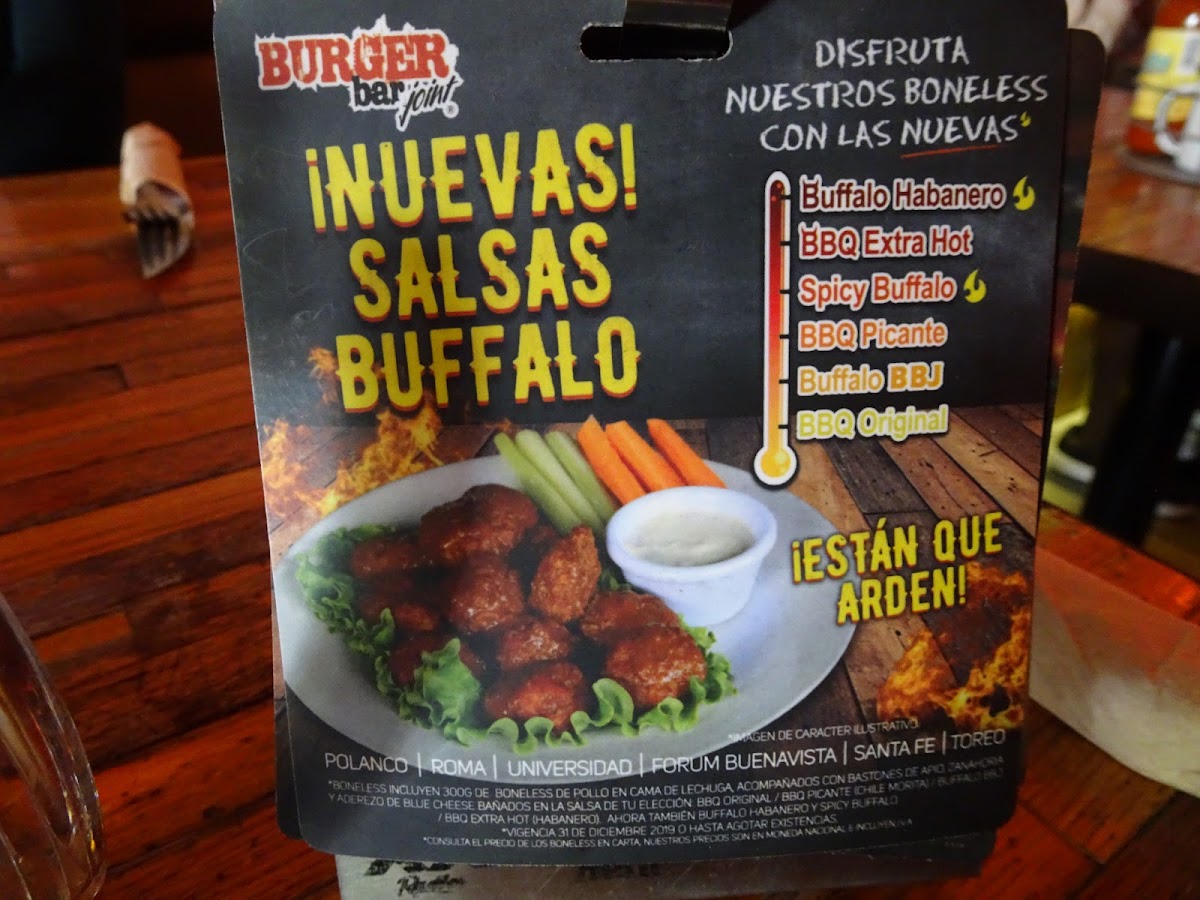 BURGER
bar joint®
¡NUEVAS!
SALSAS
BUFFALO
DISFRUTA
NUESTROS BONELESS
CON LAS NUEVAS
Buffalo Habanero
BBQ Extra Hot
Spicy Buffalo
BBQ Picante
Buffalo BBJ
BBQ Original
¡ESTÁN QUE
ARDEN!
*IMAGEN DE CARACTER ILUSTRATIVO.
POLANCO | ROMA | UNIVERSIDAD | FORUM BUENAVISTA | SANTA FE | TOREO
*BONELESS INCLUYEN 300G DE BONELESS DE POLLO EN CAMA DE LECHUGA, ACOMPAÑADOS CON BASTONES DE APIO, ZANAHORIA
Y ADEREZO DE BLUE CHEESE BAÑADOS EN LA SALSA DE TU ELECCIÓN: BBQ ORIGINAL / BBQ PICANTE (CHILE MORITA) / BUFFALO BBJ
/ BBQ EXTRA HOT (HABANERO). AHORA TAMBIÉN BUFFALO HABANERO Y SPICY BUFFALO
*VIGENCIA 31 DE DICIEMBRE 2019 O HASTA AGOTAR EXISTENCIAS.
*CONSULTA EL PRECIO DE LOS BONELESS EN CARTA, NUESTROS PRECIOS SON EN MONEDA NACIONAL E INCLUYEN IVA